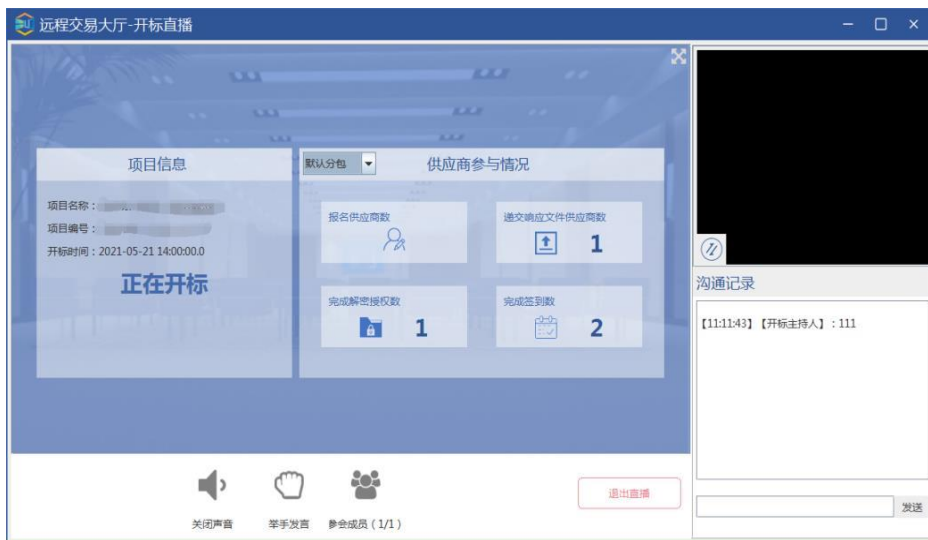 远程交易大厅-开标直播
项目信息
项目名称：
项目编号：
开标时间：2021-05-21 14:00:00.0
正在开标
默认分包
供应商参与情况
报名供应商数
递交响应文件供应商数
1
完成解密授权数
1
完成签到数
2
沟通记录
【11:11:43】【开标主持人】：111
关闭声音
举手发言
参会成员（1/1）
退出直播
发送